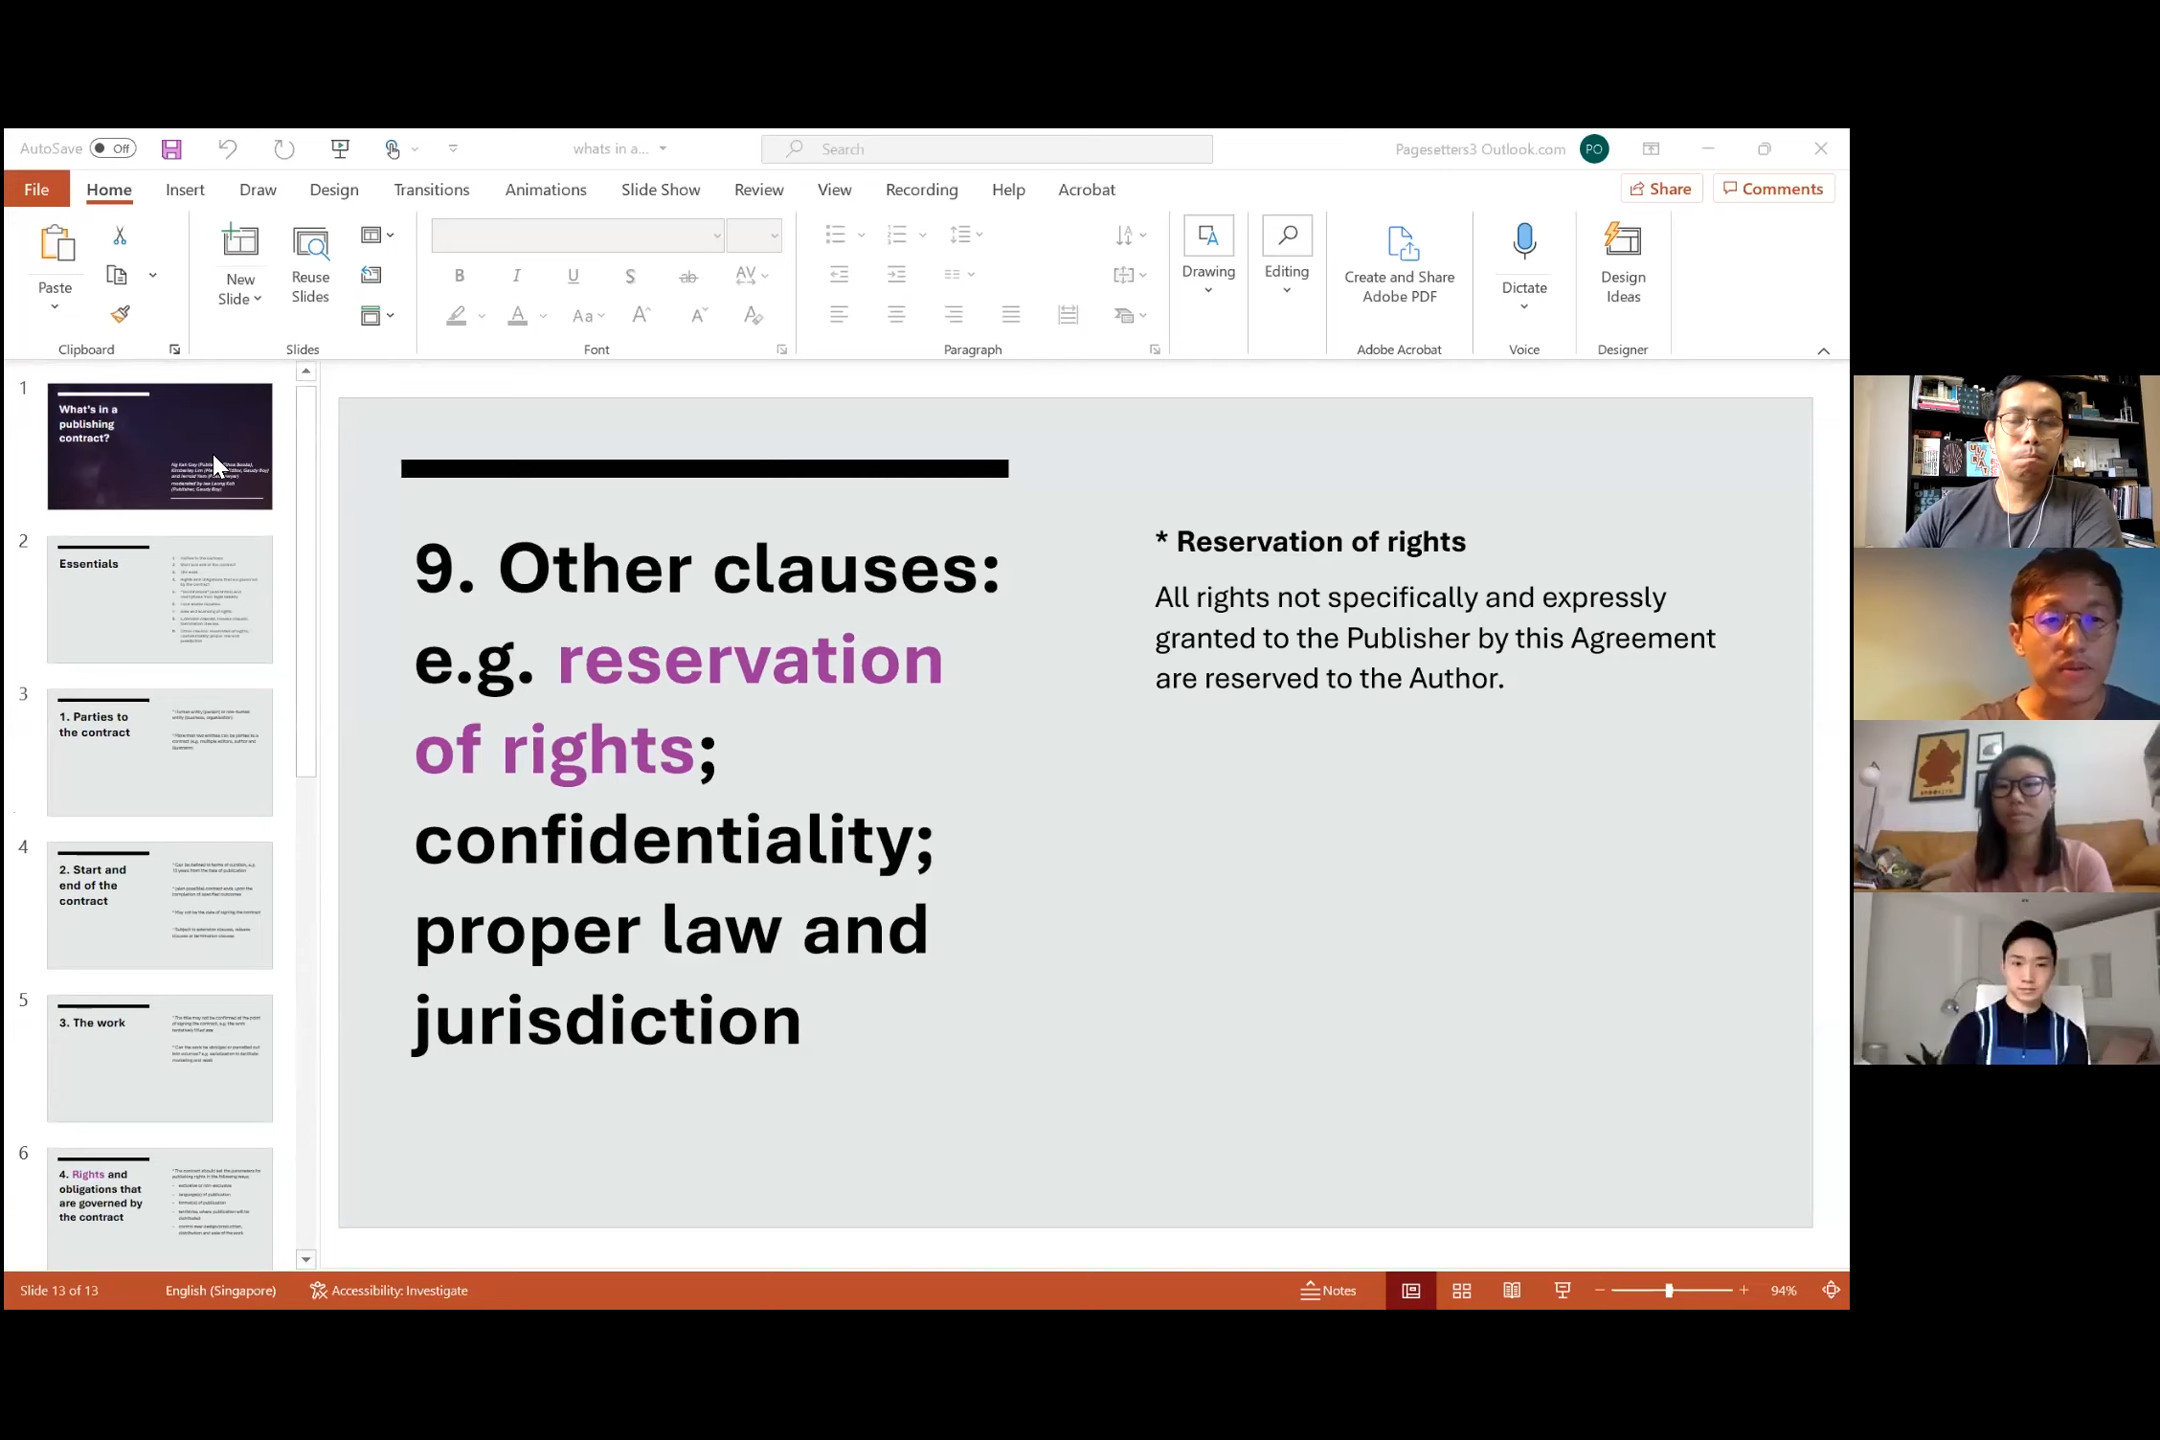 AutoSave Off
whats in a...
Search
Pagesetters3 Outlook.com
PO
File
Home
Insert
Draw
Design
Transitions
Animations
Slide Show
Review
View
Recording
Help
Acrobat
Share
Comments
Paste
New
Slide
Reuse
Slides
Drawing
Editing
Create and Share
Adobe PDF
Dictate
Design
Ideas
Clipboard
Slides
Font
Paragraph
Adobe Acrobat
Voice
Designer
1
What's in a
publishing
contract?
2
Essentials
3
1. Parties to
the contract
4
2. Start and
end of the
contract
5
3. The work
6
4. Rights and
obligations that
are governed by
the contract
9. Other clauses:
e.g. reservation
of rights;
confidentiality;
proper law and
jurisdiction
* Reservation of rights
All rights not specifically and expressly
granted to the Publisher by this Agreement
are reserved to the Author.
Slide 13 of 13
English (Singapore)
Accessibility: Investigate
Notes
94%